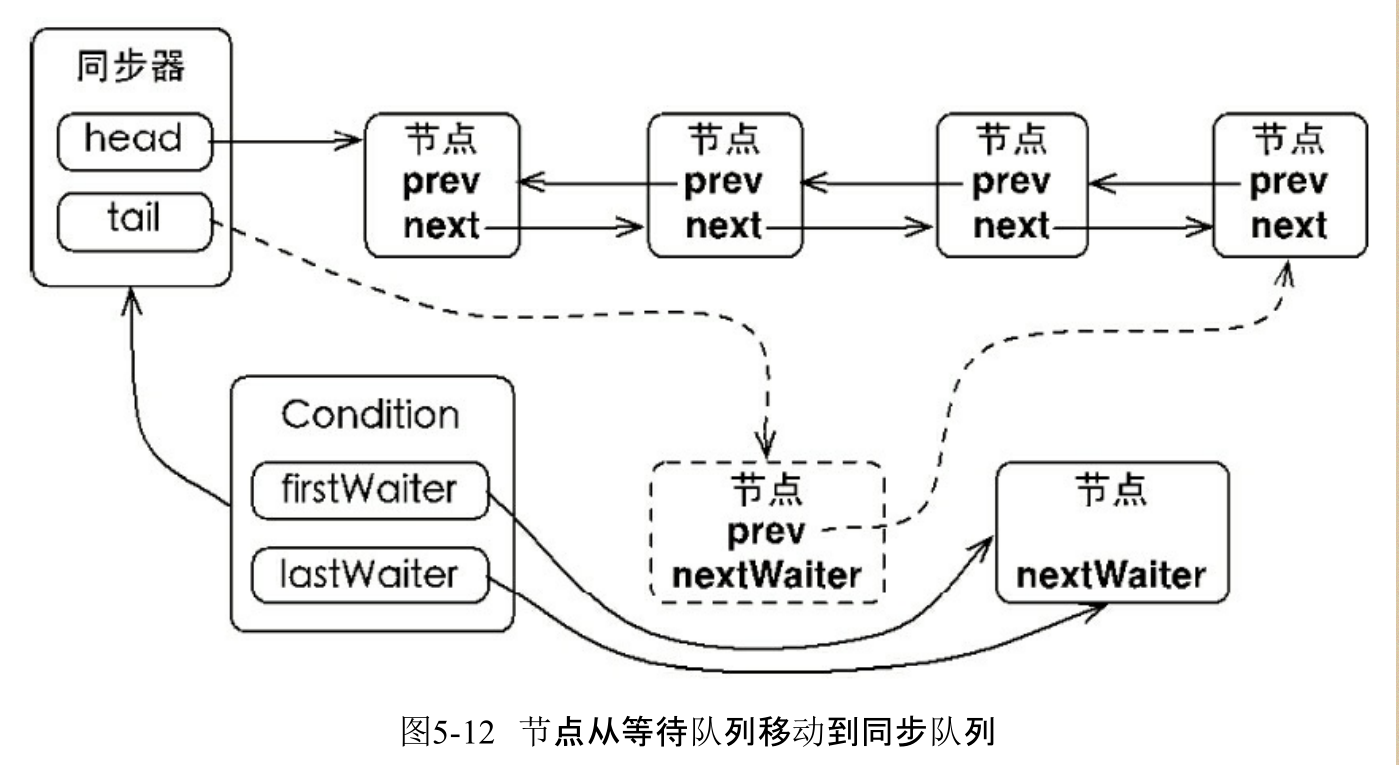 同步器
head
tail
节点
prev
next
节点
prev
next
节点
prev
next
节点
prev
next
Condition
firstWaiter
lastWaiter
节点
prev
nextWaiter
节点
nextWaiter
图5-12 节点从等待队列移动到同步队列